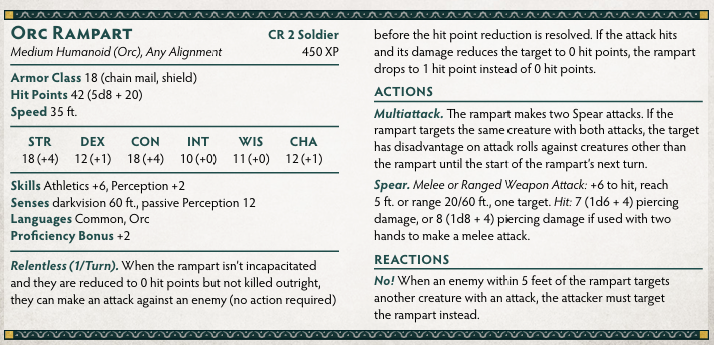 Orc Rampart CR 2 Soldier
Medium Humanoid (Orc), Any Alignment 450 XP
Armor Class 18 (chain mail, shield)
Hit Points 42 (5d8 + 20)
Speed 35 ft.
STR DEX CON INT WIS CHA
18 (+4) 12 (+1) 18 (+4) 10 (+0) 11 (+0) 12 (+1)
Skills Athletics +6, Perception +2
Senses darkvision 60 ft., passive Perception 12
Languages Common, Orc
Proficiency Bonus +2
Relentless (1/Turn). When the rampart isn't incapacitated
and they are reduced to 0 hit points but not killed outright,
they can make an attack against an enemy (no action required)
before the hit point reduction is resolved. If the attack hits
and its damage reduces the target to 0 hit points, the rampart
drops to 1 hit point instead of 0 hit points.
Actions
Multiattack. The rampart makes two Spear attacks. If the
rampart targets the same creature with both attacks, the target
has disadvantage on attack rolls against creatures other than
the rampart until the start of the rampart's next turn.
Spear. Melee or Ranged Weapon Attack: +6 to hit, reach
5 ft. or range 20/60 ft., one target. Hit: 7 (1d6 + 4) piercing
damage, or 8 (1d8 + 4) piercing damage if used with two
hands to make a melee attack.
Reactions
No! When an enemy within 5 feet of the rampart targets
another creature with an attack, the attacker must target
the rampart instead.